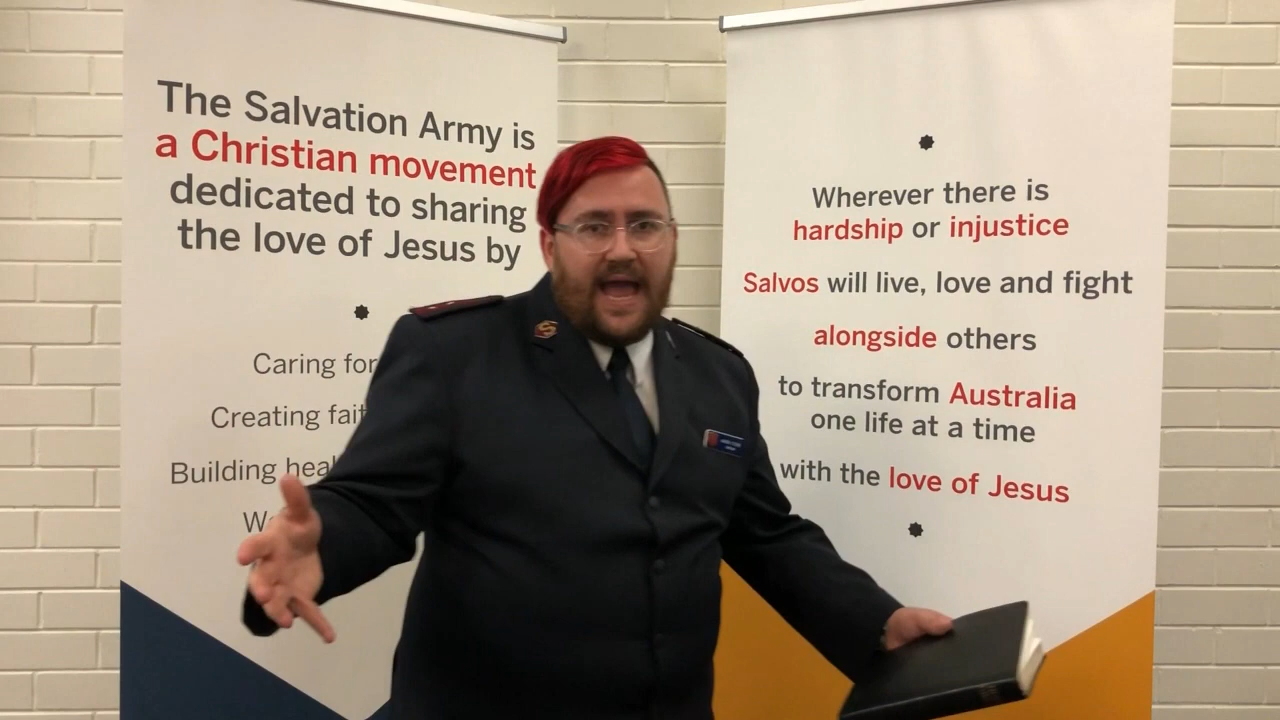 The Salvation Army is
a Christian movement
dedicated to sharing
the love of Jesus by
Caring for
Creating fait
Building heal
Wherever there is
hardship or injustice
Salvos will live, love and fight
alongside others
to transform Australia
one life at a time
with the love of Jesus